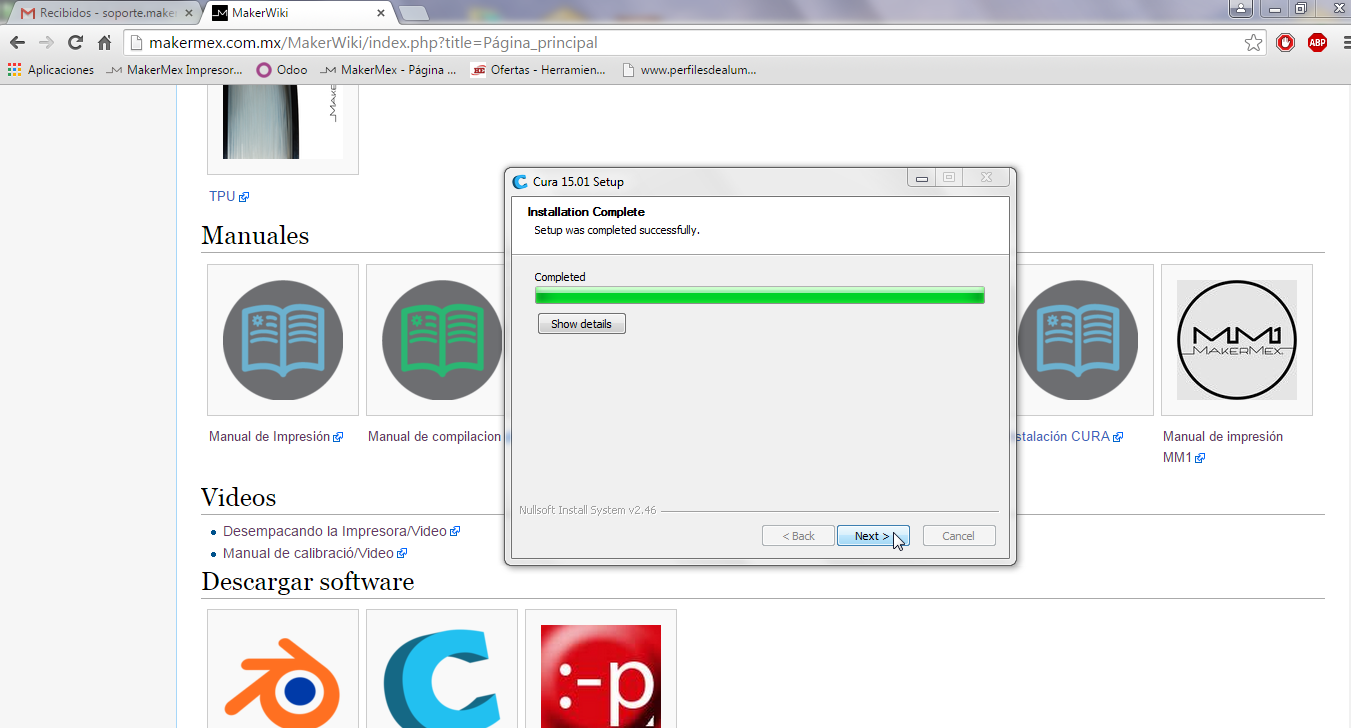 Recibidos - soporte.maker
MakerWiki
makermex.com.mx/MakerWiki/index.php?title=Página_principal
ABP
Aplicaciones
MakerMex Impresor...
Odoo
MakerMex - Página ...
Ofertas - Herramien...
www.perfilesdealum...
TPU
Manuales
MM1
MAKERMEX
Manual de Impresión
Manual de compilacion
stalación CURA
Manual de impresión
MM1
Videos
Desempacando la Impresora/Video
Manual de calibració/Video
Descargar software
:-p
Cura 15.01 Setup
Installation Complete
Setup was completed successfully.
Completed
Show details
Nullsoft Install System v2.46
< Back
Next >
Cancel